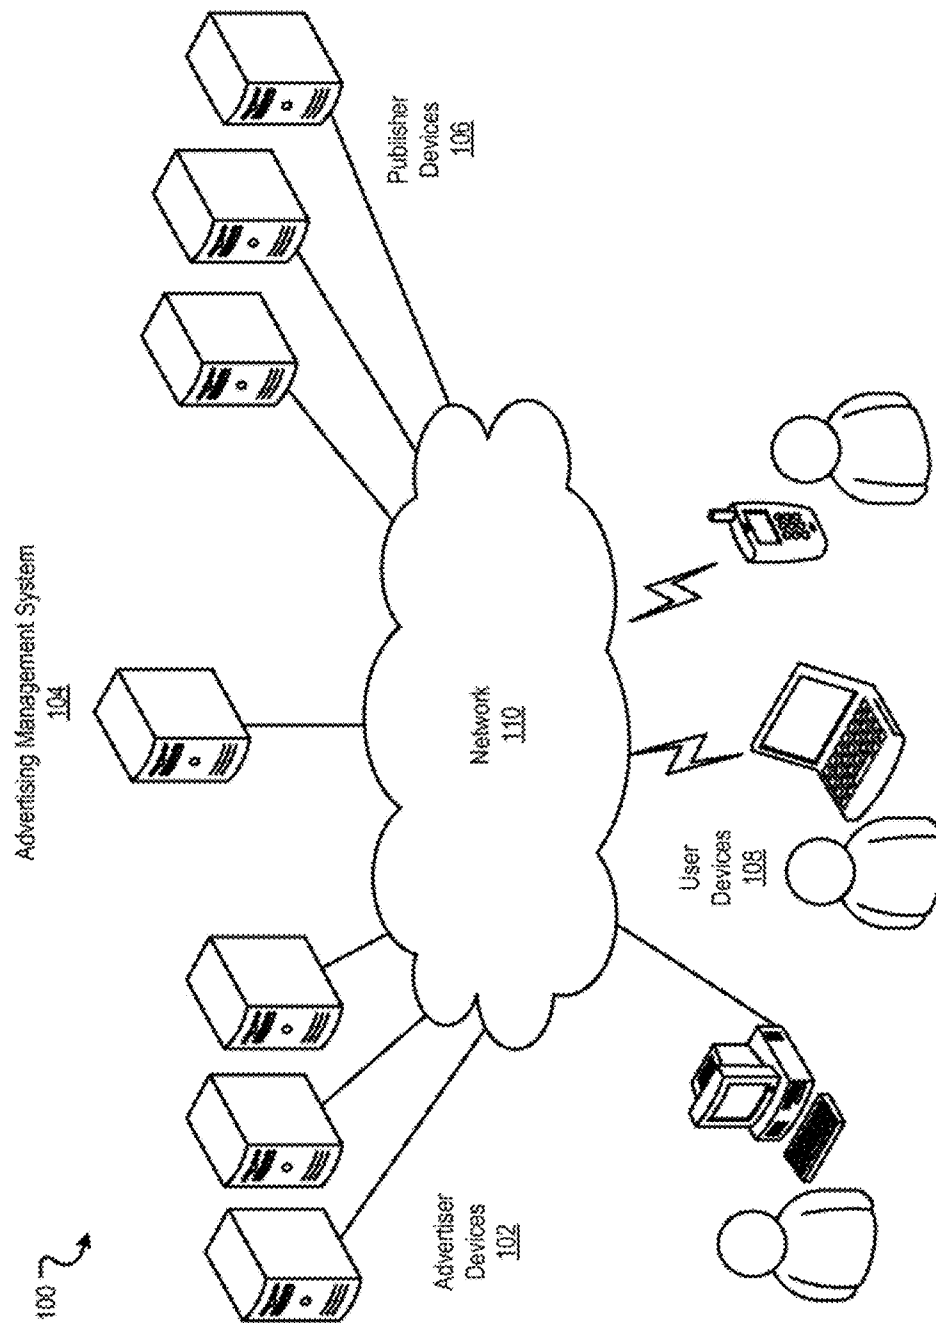 100
Advertising Management System
104
Advertiser
Devices
102
Publisher
Devices
106
Network
110
User
Devices
108